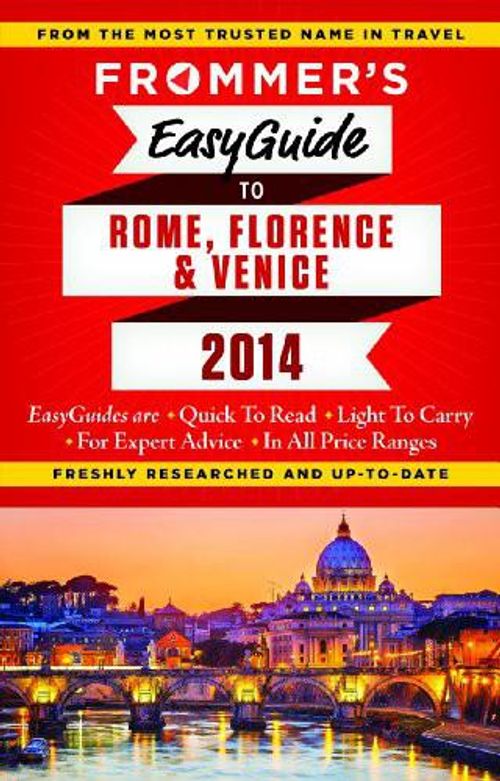 FROM THE MOST TRUSTED NAME IN TRAVEL
FROMMER'S
EasyGuide
TO
ROME, FLORENCE
& VENICE
2014
EasyGuides are • Quick To Read • Light To Carry
• For Expert Advice • In All Price Ranges
FRESHLY RESEARCHED AND UP-TO-DATE